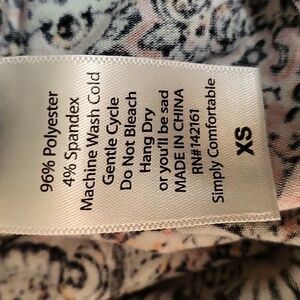 96% Polyester
4% Spandex
Machine Wash Cold
Gentle Cycle
Do Not Bleach
Hang Dry
or you'll be sad
MADE IN CHINA
RN#142161
Simply Comfortable
XS